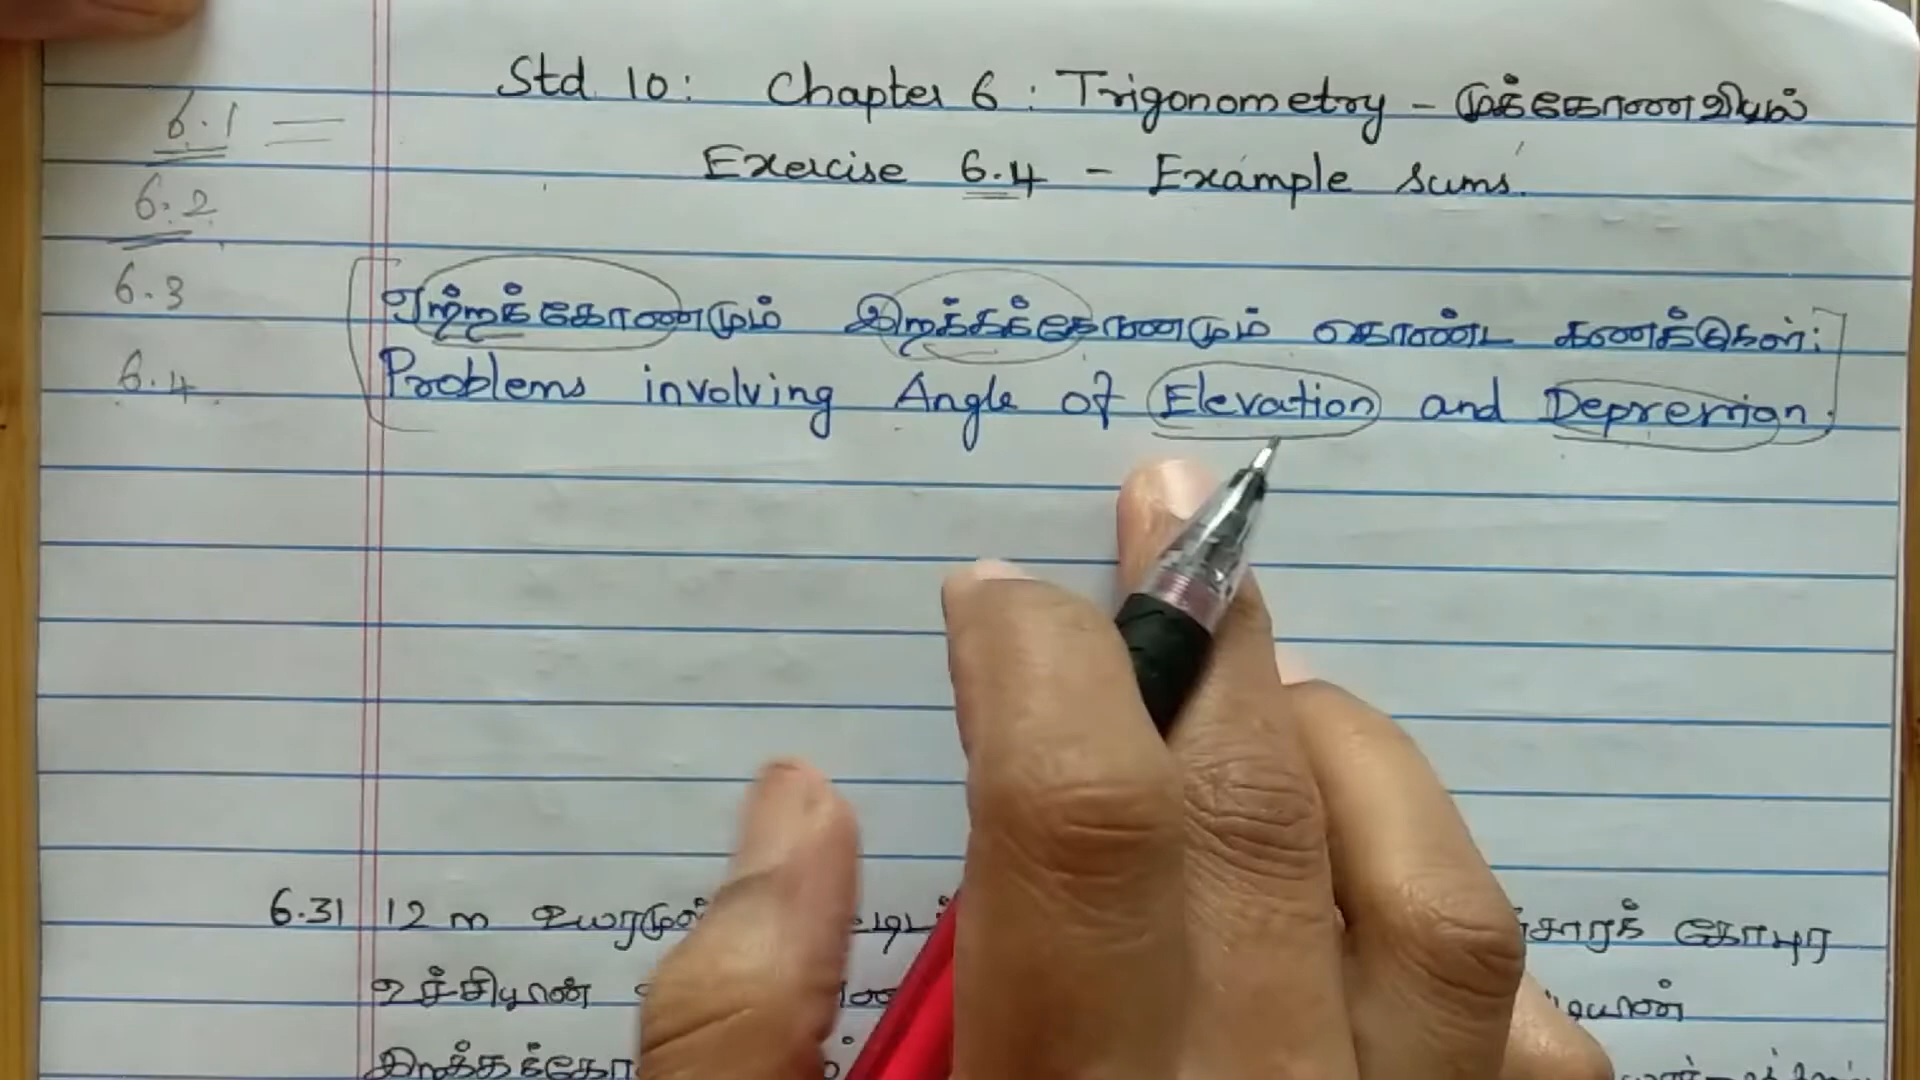 Std 10: Chapter 6 : Trigonometry - முக்கோணவியல்
6.1
Exercise 6.4 - Example sums.
6.2
6.3
ஏற்றக்கோணமும் இறக்கக்கோணமும் கொண்ட கணக்குகள்:
6.4
Problems involving Angle of Elevation and Depression.
6.31 12 m கோபுர
உச்சியின்